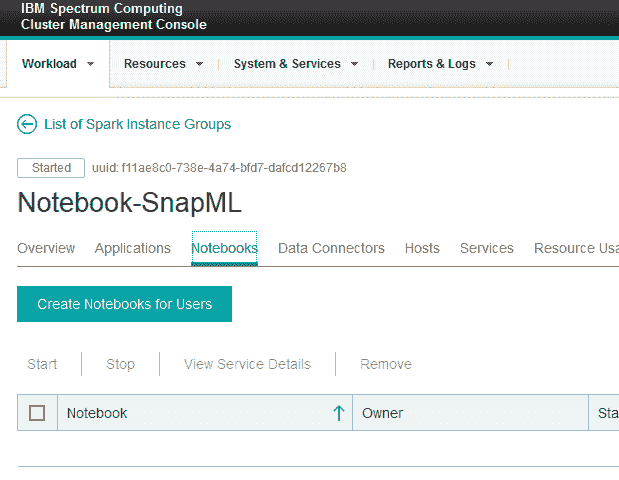 IBM Spectrum Computing
Cluster Management Console
Workload Resources System & Services Reports & Logs
List of Spark Instance Groups
Started uuid: f11ae8c0-738e-4a74-bfd7-dafcd12267b8
Notebook-SnapML
Overview Applications Notebooks Data Connectors Hosts Services Resource Usa
Create Notebooks for Users
Start Stop View Service Details Remove
Notebook Owner Sta